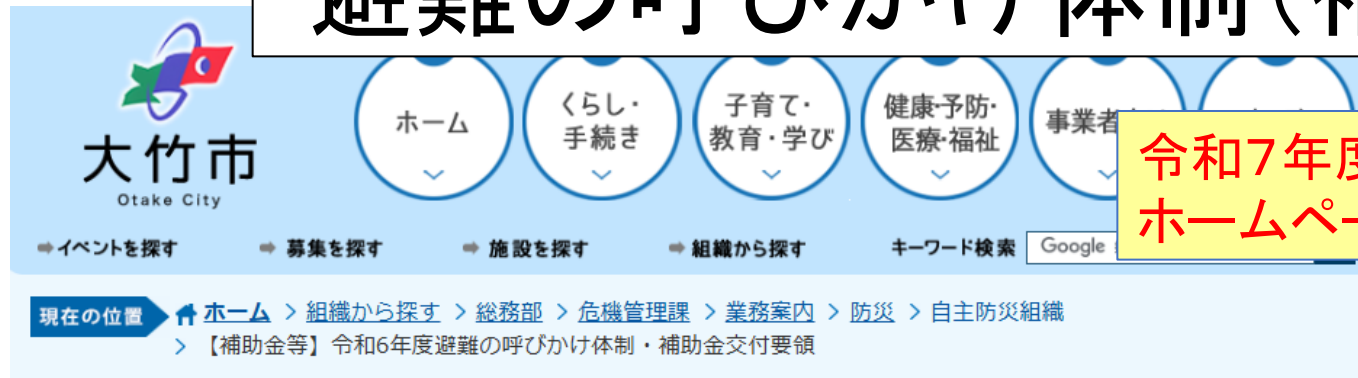 避難の呼びかけ体制(補
ホーム
くらし・
手続き
子育て・
教育・学び
健康・予防・
医療・福祉
事業者
令和7年度
ホームペー
大竹市
Otake City
➡イベントを探す ➡ 募集を探す ➡ 施設を探す ➡ 組織から探す キーワード検索 Google
現在の位置 ホーム > 組織から探す > 総務部 > 危機管理課 > 業務案内 > 防災 > 自主防災組織
> 【補助金等】令和6年度避難の呼びかけ体制・補助金交付要領